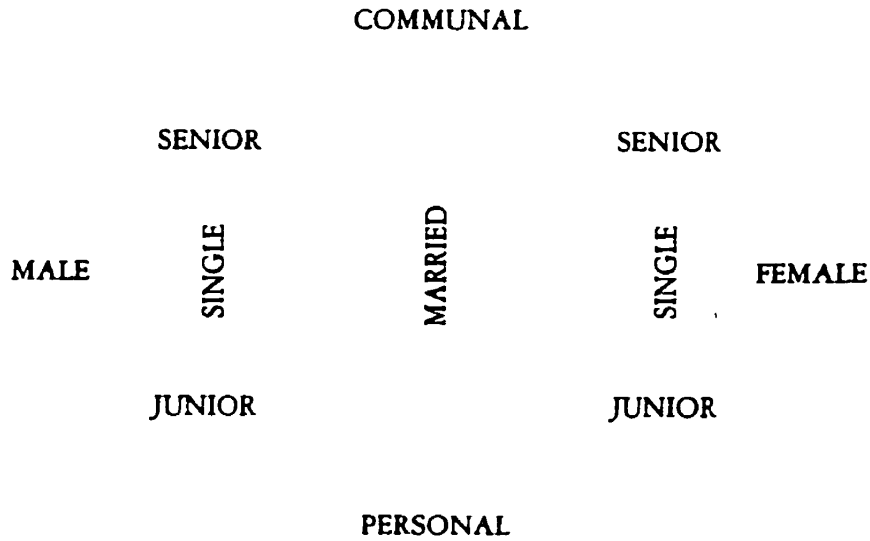 COMMUNAL
SENIOR SENIOR
MALE SINGLE MARRIED SINGLE FEMALE
JUNIOR JUNIOR
PERSONAL